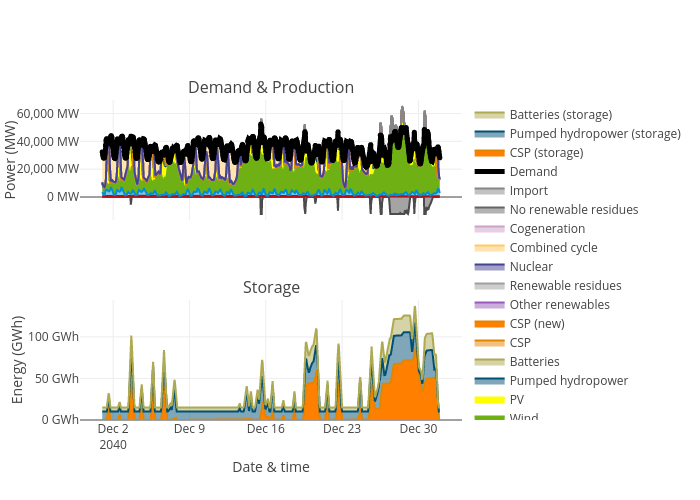 Demand & Production
60,000 MW
40,000 MW
20,000 MW
0 MW
Power (MW)
Storage
100 GWh
50 GWh
0 GWh
Energy (GWh)
Dec 2
2040
Dec 9
Dec 16
Dec 23
Dec 30
Date & time
Batteries (storage)
Pumped hydropower (storage)
CSP (storage)
Demand
Import
No renewable residues
Cogeneration
Combined cycle
Nuclear
Renewable residues
Other renewables
CSP (new)
CSP
Batteries
Pumped hydropower
PV
Wind